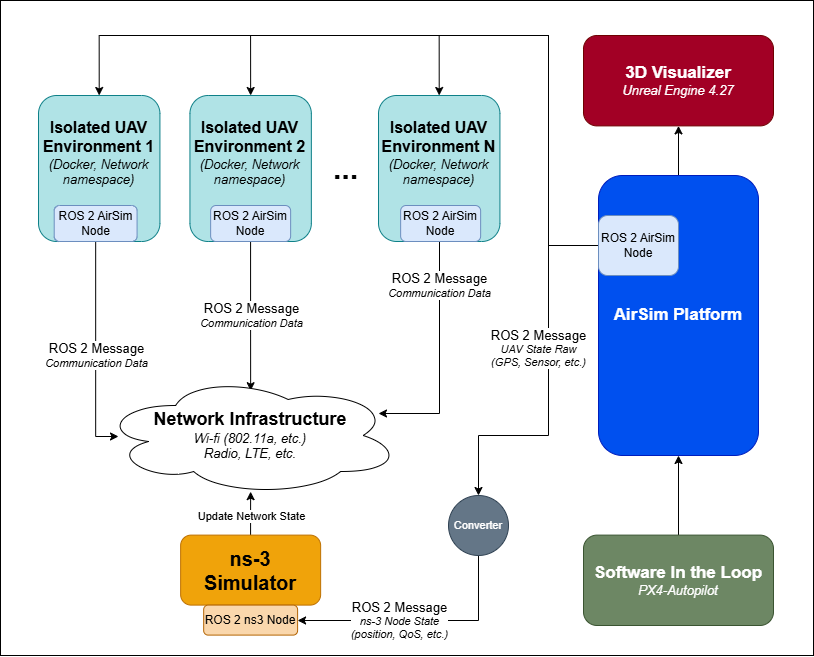 3D Visualizer
Unreal Engine 4.27
Isolated UAV
Environment 1
(Docker, Network
namespace)
ROS 2 AirSim
Node
Isolated UAV
Environment 2
(Docker, Network
namespace)
ROS 2 AirSim
Node
...
Isolated UAV
Environment N
(Docker, Network
namespace)
ROS 2 AirSim
Node
ROS 2 AirSim
Node
AirSim Platform
ROS 2 Message
Communication Data
ROS 2 Message
Communication Data
ROS 2 Message
Communication Data
ROS 2 Message
UAV State Raw
(GPS, Sensor, etc.)
Network Infrastructure
Wi-fi (802.11a, etc.)
Radio, LTE, etc.
Update Network State
Converter
ns-3
Simulator
ROS 2 ns3 Node
ROS 2 Message
ns-3 Node State
(position, QoS, etc.)
Software In the Loop
PX4-Autopilot